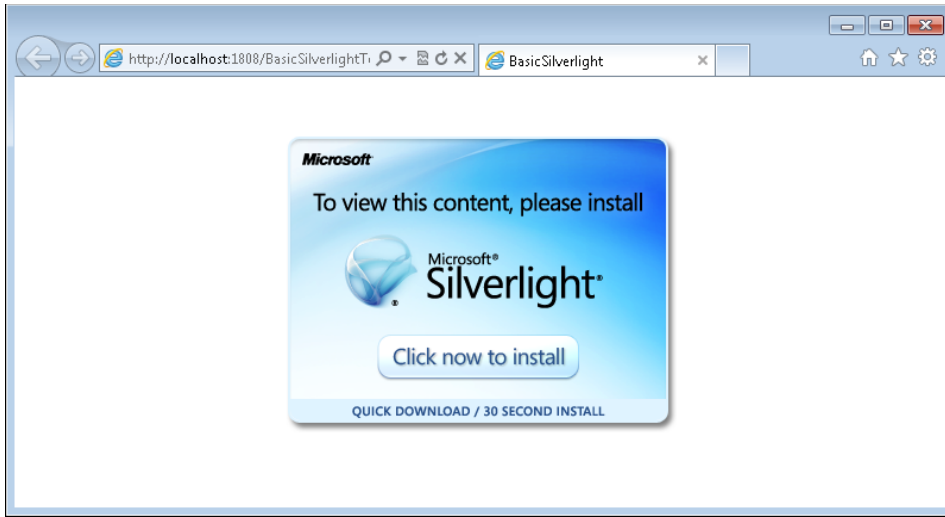 http://localhost:1808/BasicSilverlightT
BasicSilverlight
Microsoft
To view this content, please install
Microsoft®
Silverlight®
Click now to install
QUICK DOWNLOAD / 30 SECOND INSTALL